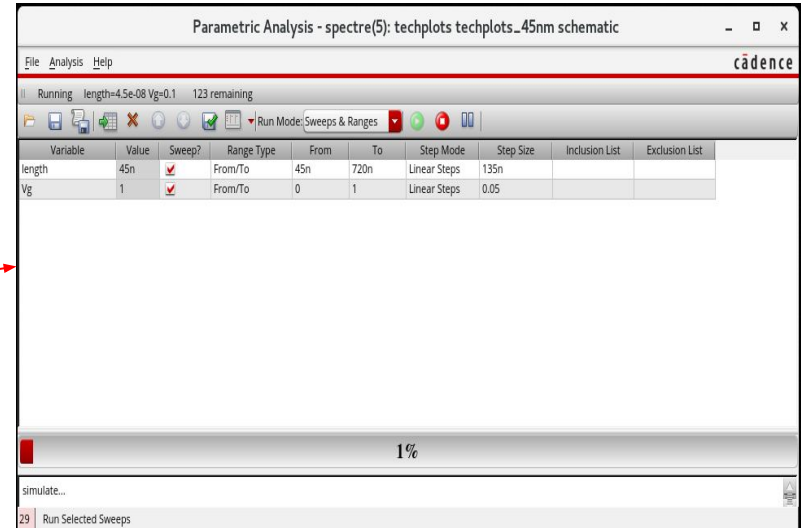 Parametric Analysis - spectre(5): techplots techplots_45nm schematic
File Analysis Help
cādence
Running length=4.5e-08 Vg=0.1 123 remaining
Run Mode: Sweeps & Ranges
Variable Value Sweep? Range Type From To Step Mode Step Size Inclusion List Exclusion List
length 45n From/To 45n 720n Linear Steps 135n
Vg 1 From/To 0 1 Linear Steps 0.05
1%
simulate...
29 Run Selected Sweeps